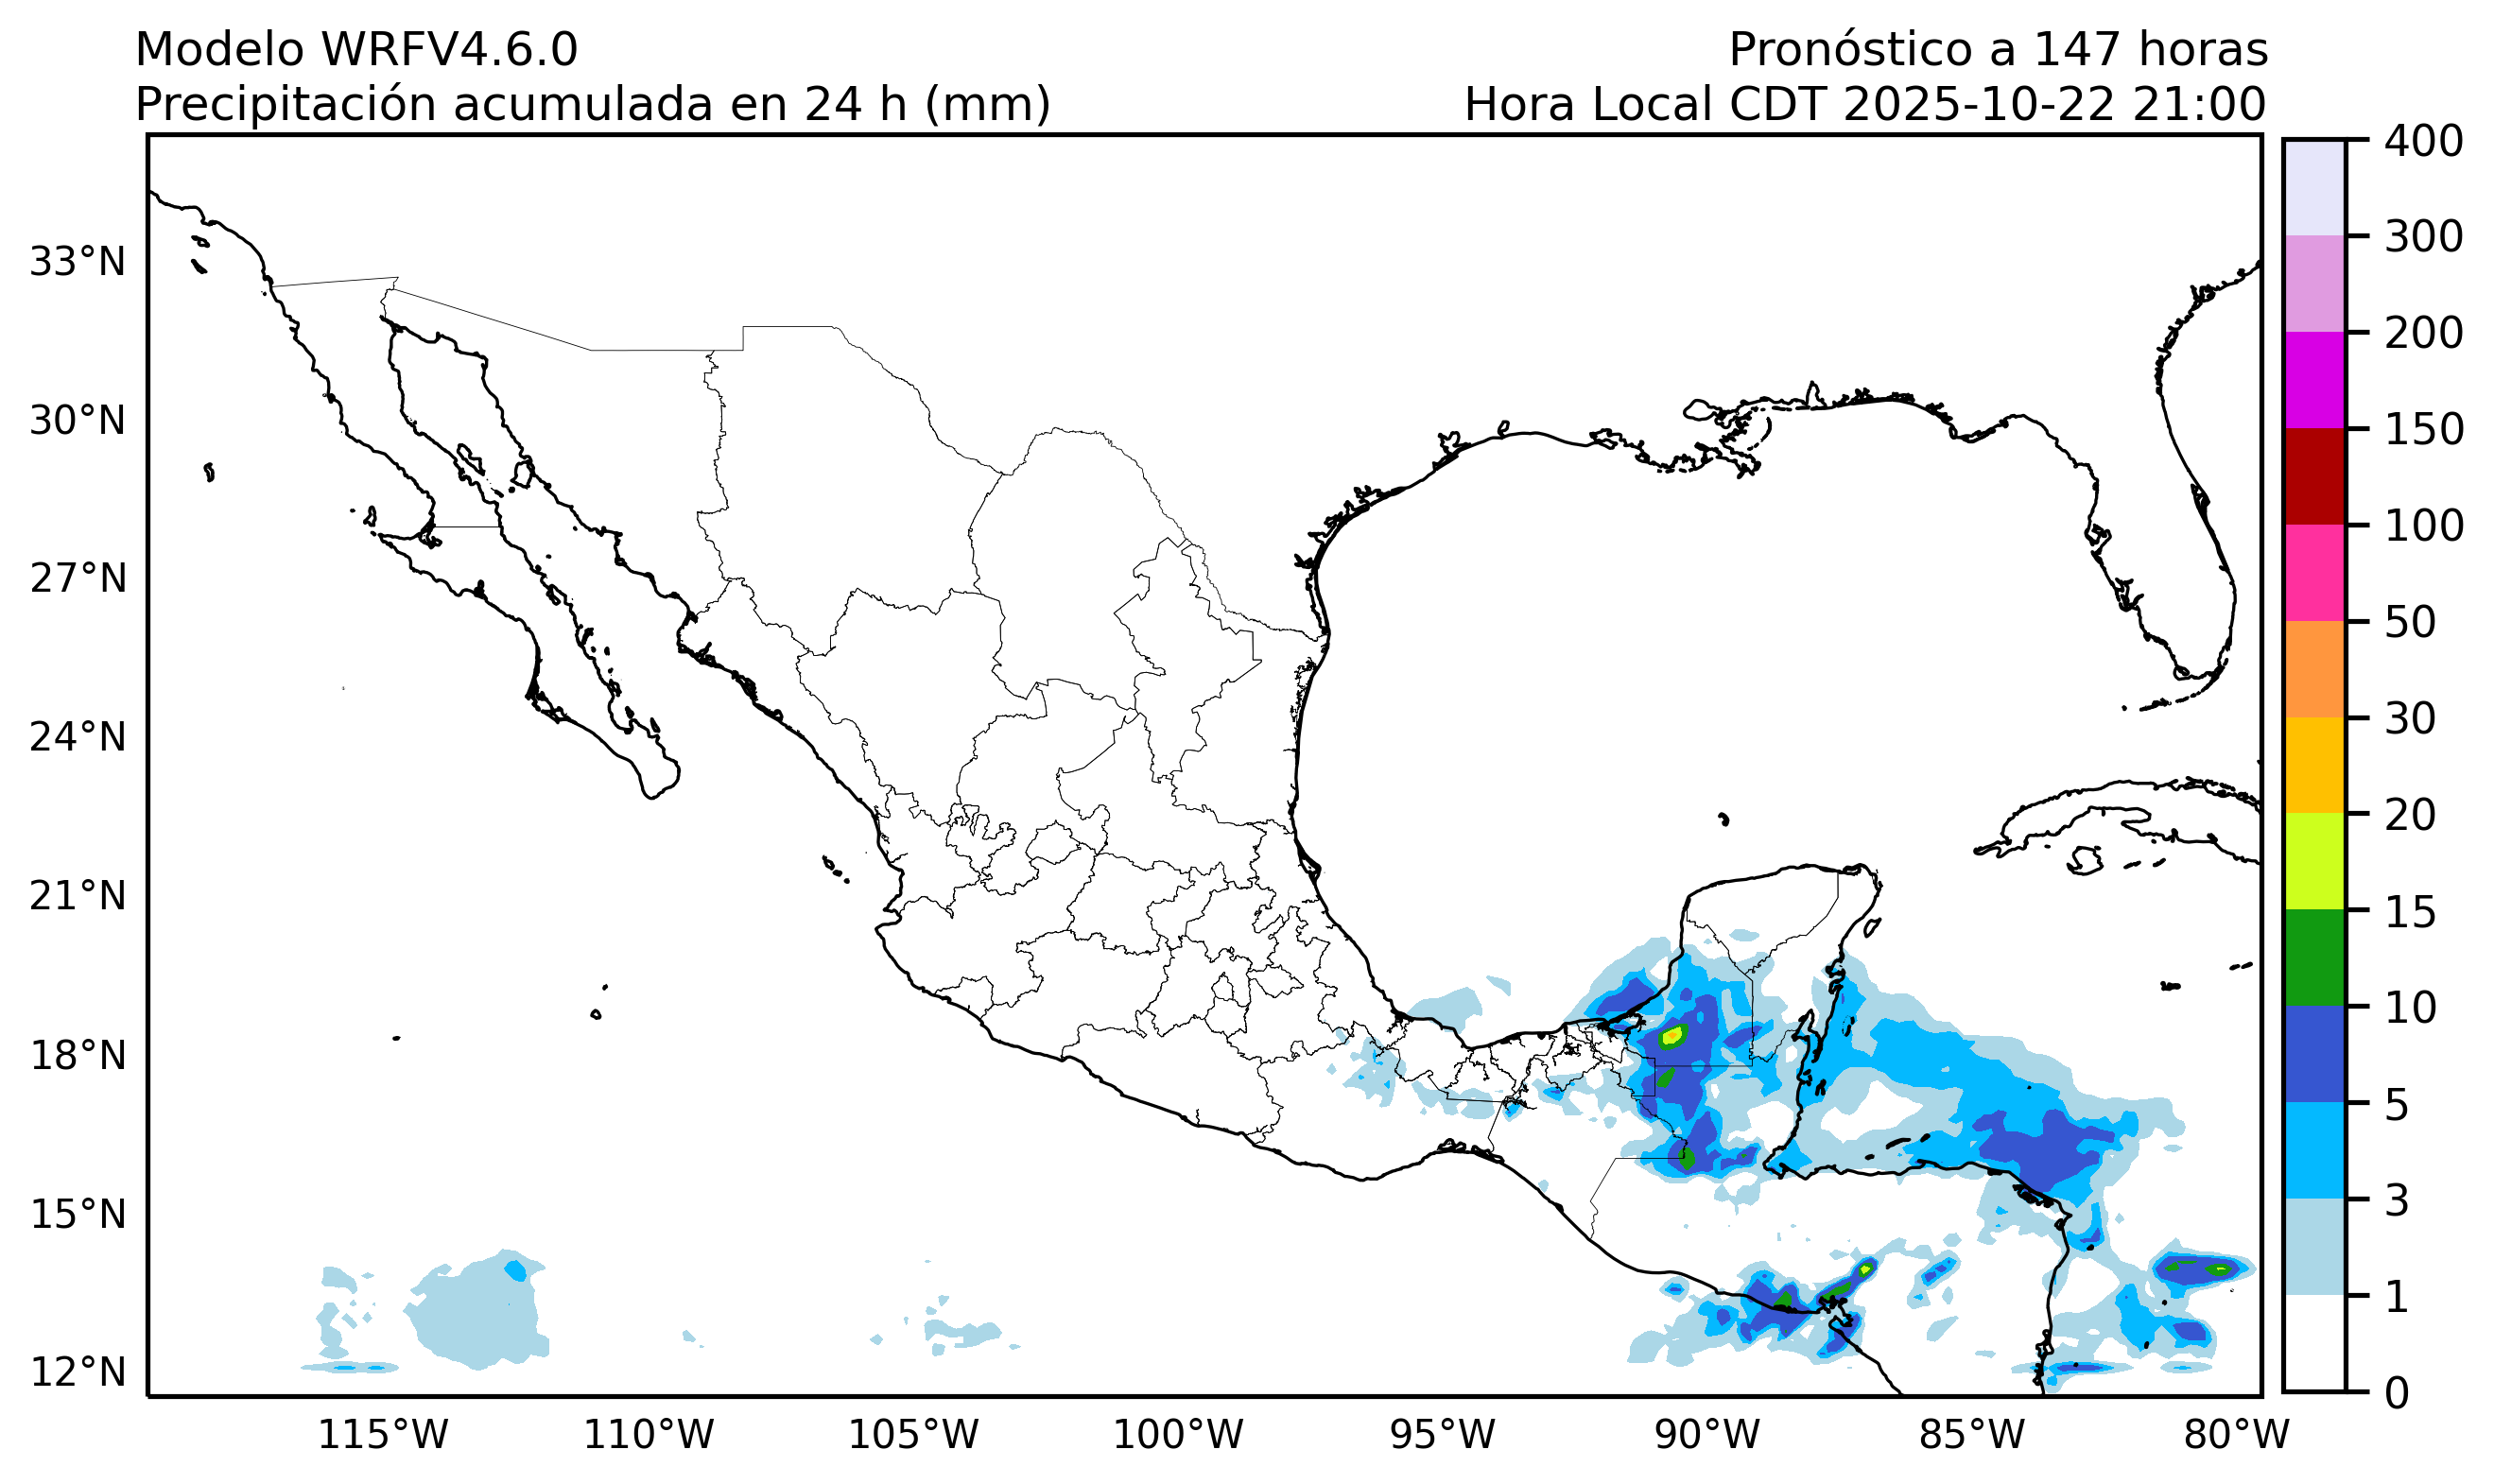 Modelo WRFV4.6.0
Pronóstico a 147 horas
Precipitación acumulada en 24 h (mm)
Hora Local CDT 2025-10-22 21:00
400
300
200
150
100
50
30
20
15
10
5
3
1
0
33°N
30°N
27°N
24°N
21°N
18°N
15°N
12°N
115°W
110°W
105°W
100°W
95°W
90°W
85°W
80°W